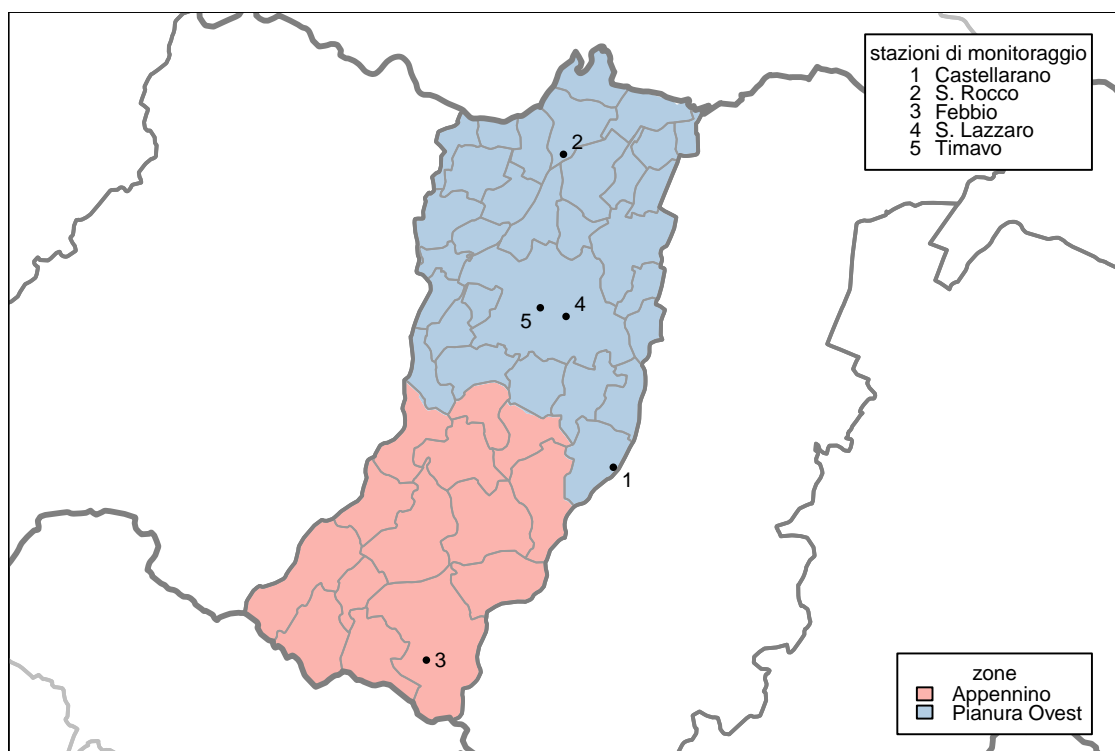 stazioni di monitoraggio
1 Castellarano
2 S. Rocco
3 Febbio
4 S. Lazzaro
5 Timavo
2
4
5
1
3
zone
Appennino
Pianura Ovest